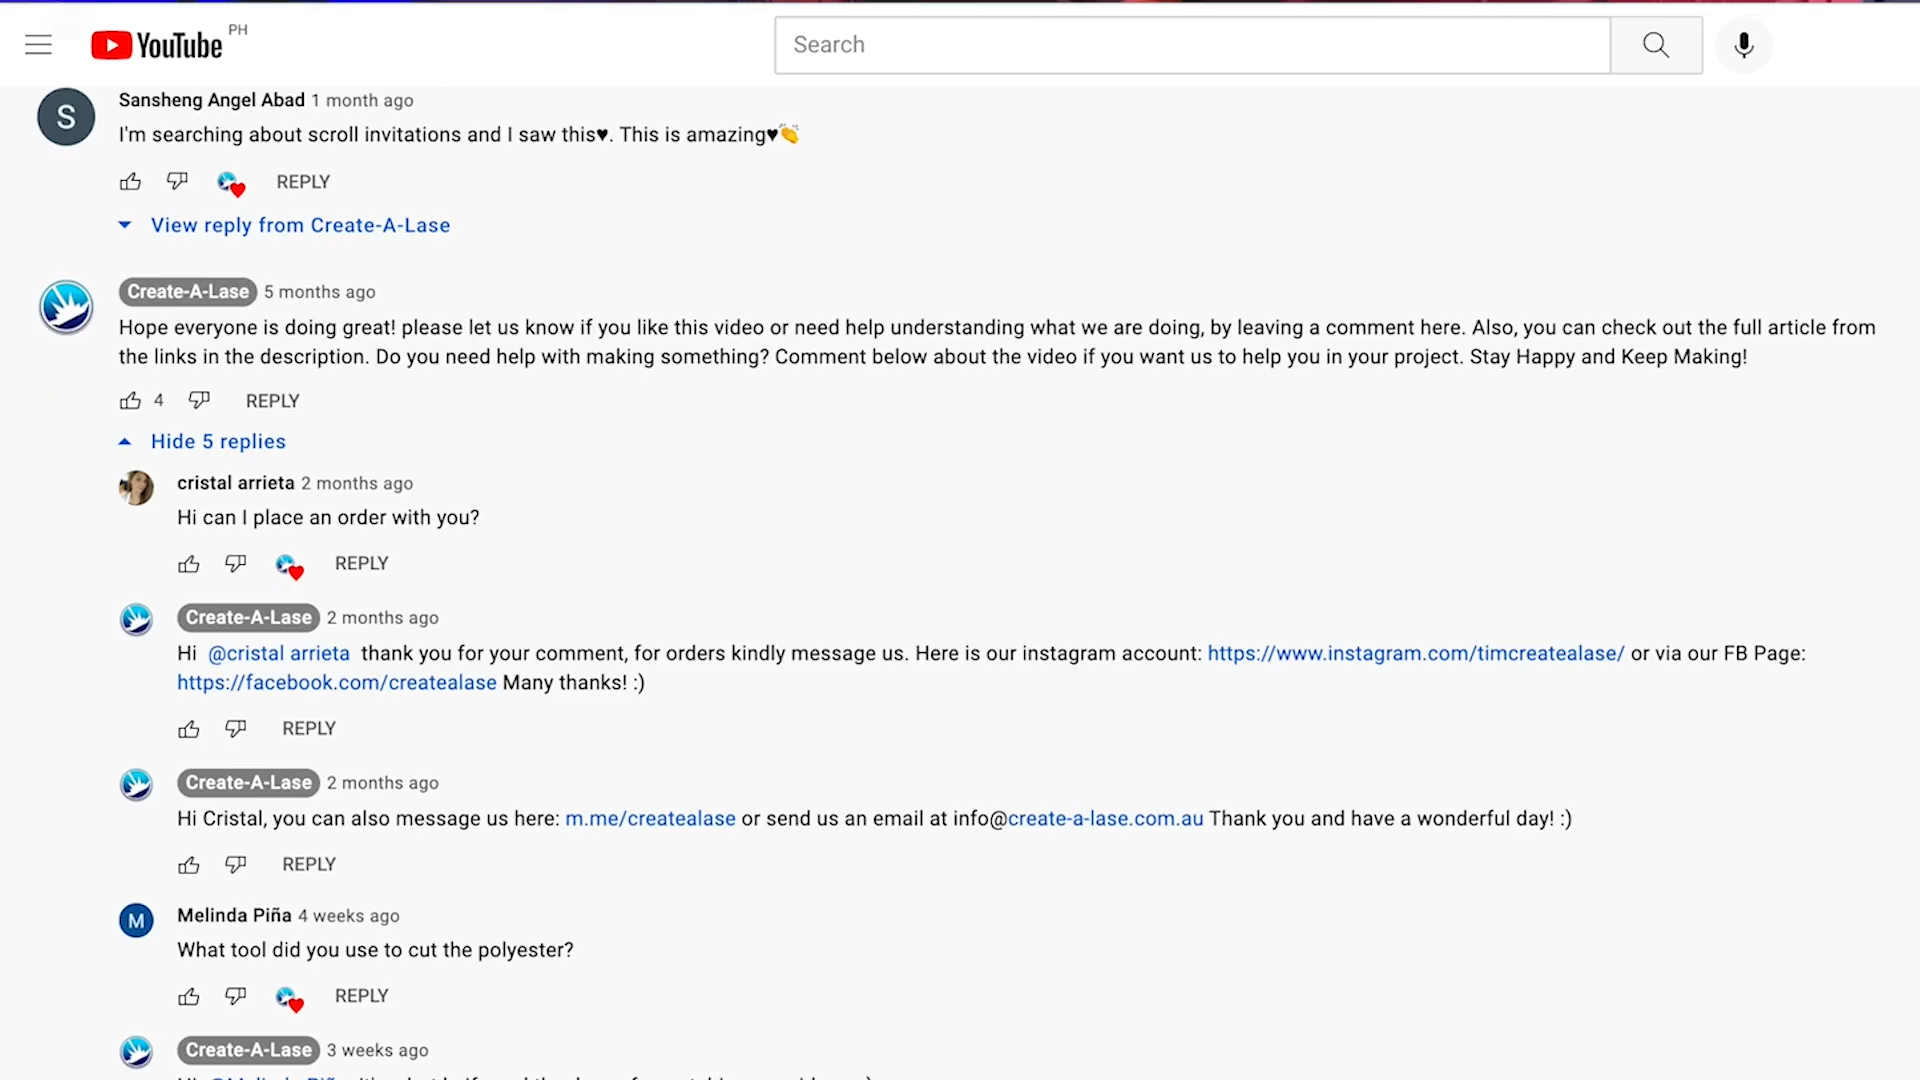 YouTube PH
Search
S
Sansheng Angel Abad 1 month ago
I'm searching about scroll invitations and I saw this♥. This is amazing♥👏
REPLY
View reply from Create-A-Lase
Create-A-Lase 5 months ago
Hope everyone is doing great! please let us know if you like this video or need help understanding what we are doing, by leaving a comment here. Also, you can check out the full article from
the links in the description. Do you need help with making something? Comment below about the video if you want us to help you in your project. Stay Happy and Keep Making!
4 REPLY
Hide 5 replies
cristal arrieta 2 months ago
Hi can I place an order with you?
REPLY
Create-A-Lase 2 months ago
Hi @cristal arrieta thank you for your comment, for orders kindly message us. Here is our instagram account: https://www.instagram.com/timcreatealase/ or via our FB Page:
https://facebook.com/createalase Many thanks! :)
REPLY
Create-A-Lase 2 months ago
Hi Cristal, you can also message us here: m.me/createalase or send us an email at info@create-a-lase.com.au Thank you and have a wonderful day! :)
REPLY
M
Melinda Piña 4 weeks ago
What tool did you use to cut the polyester?
REPLY
Create-A-Lase 3 weeks ago